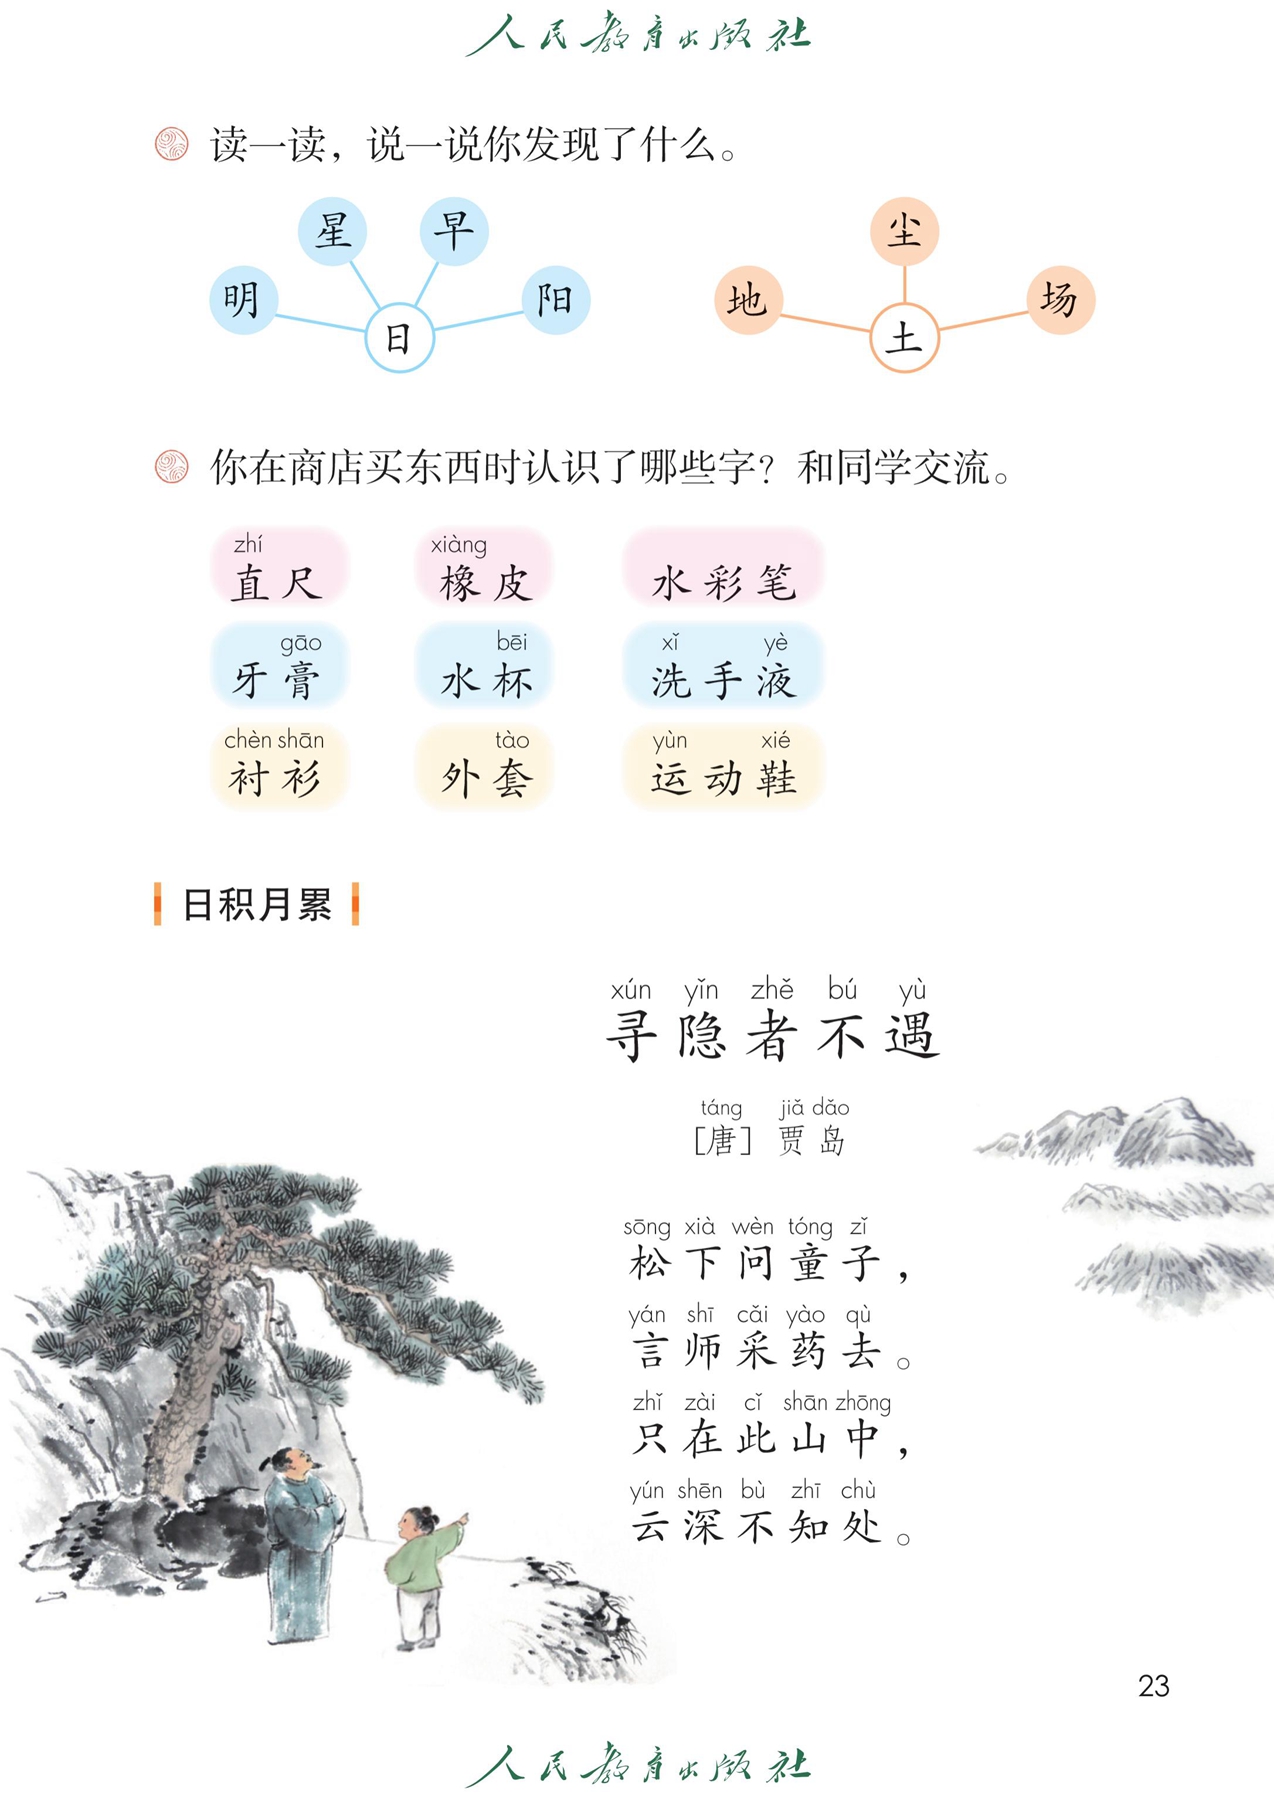 人民教育出版社
读一读，说一说你发现了什么。
星 早
明 阳
日
尘
地 场
土
你在商店买东西时认识了哪些字？和同学交流。
zhí xiàng
直尺 橡皮 水彩笔
gāo bēi xǐ yè
牙膏 水杯 洗手液
chèn shān tào yùn xié
衬衫 外套 运动鞋
日积月累
xún yǐn zhě bú yù
寻隐者不遇
táng jiǎ dǎo
［唐］ 贾岛
sōng xià wèn tóng zǐ
松下问童子，
yán shī cǎi yào qù
言师采药去。
zhǐ zài cǐ shān zhōng
只在此山中，
yún shēn bù zhī chù
云深不知处。
23
人民教育出版社